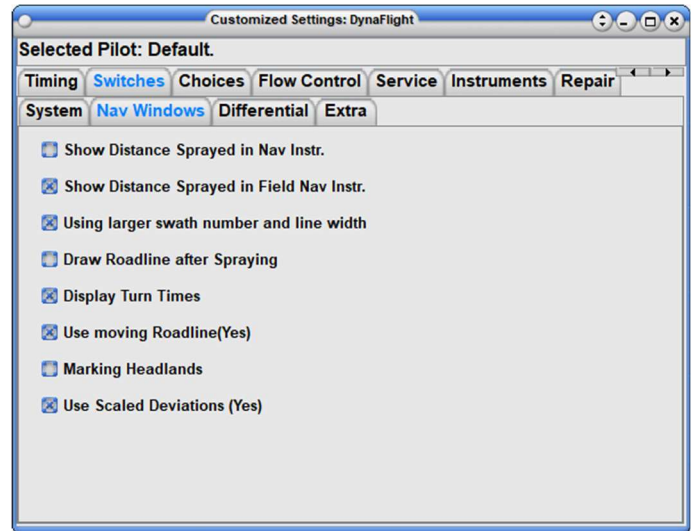 Customized Settings: DynaFlight
Selected Pilot: Default.
Timing Switches Choices Flow Control Service Instruments Repair
System Nav Windows Differential Extra
Show Distance Sprayed in Nav Instr.
Show Distance Sprayed in Field Nav Instr.
Using larger swath number and line width
Draw Roadline after Spraying
Display Turn Times
Use moving Roadline(Yes)
Marking Headlands
Use Scaled Deviations (Yes)